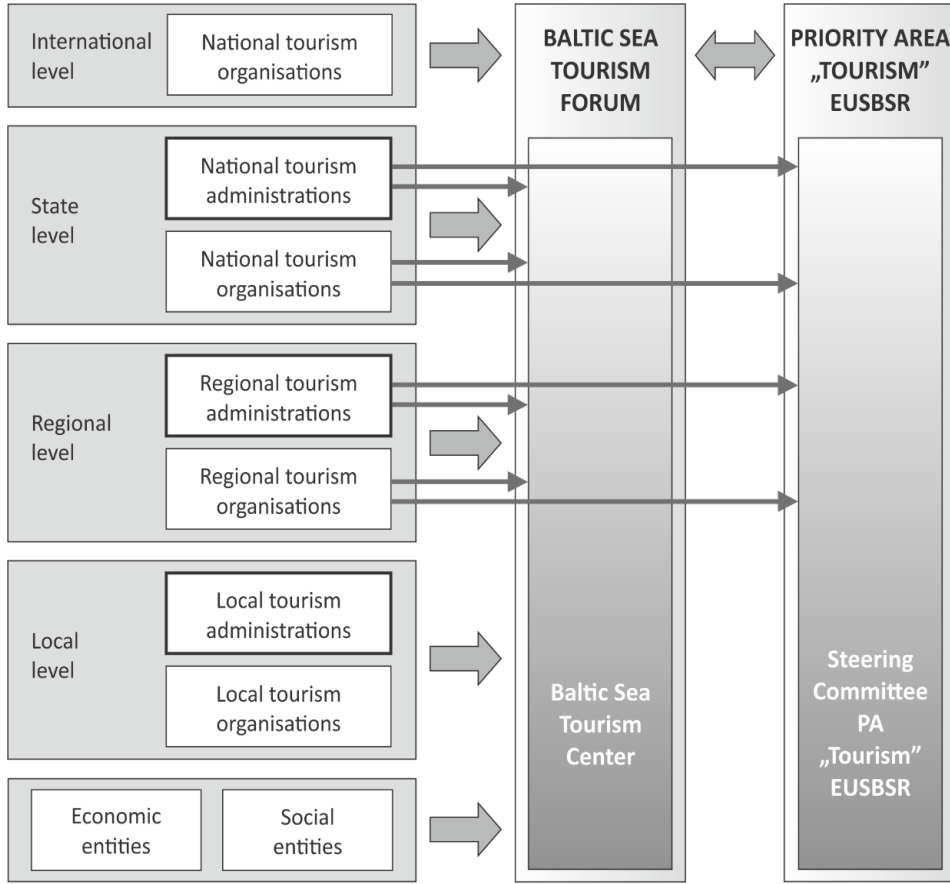 International
level
National tourism
organisations
BALTIC SEA
TOURISM
FORUM
PRIORITY AREA
„TOURISM”
EUSBSR
State
level
National tourism
administrations
National tourism
organisations
Regional
level
Regional tourism
administrations
Regional tourism
organisations
Local
level
Local tourism
administrations
Local tourism
organisations
Baltic Sea
Tourism
Center
Steering
Committee
PA
„Tourism”
EUSBSR
Economic
entities
Social
entities